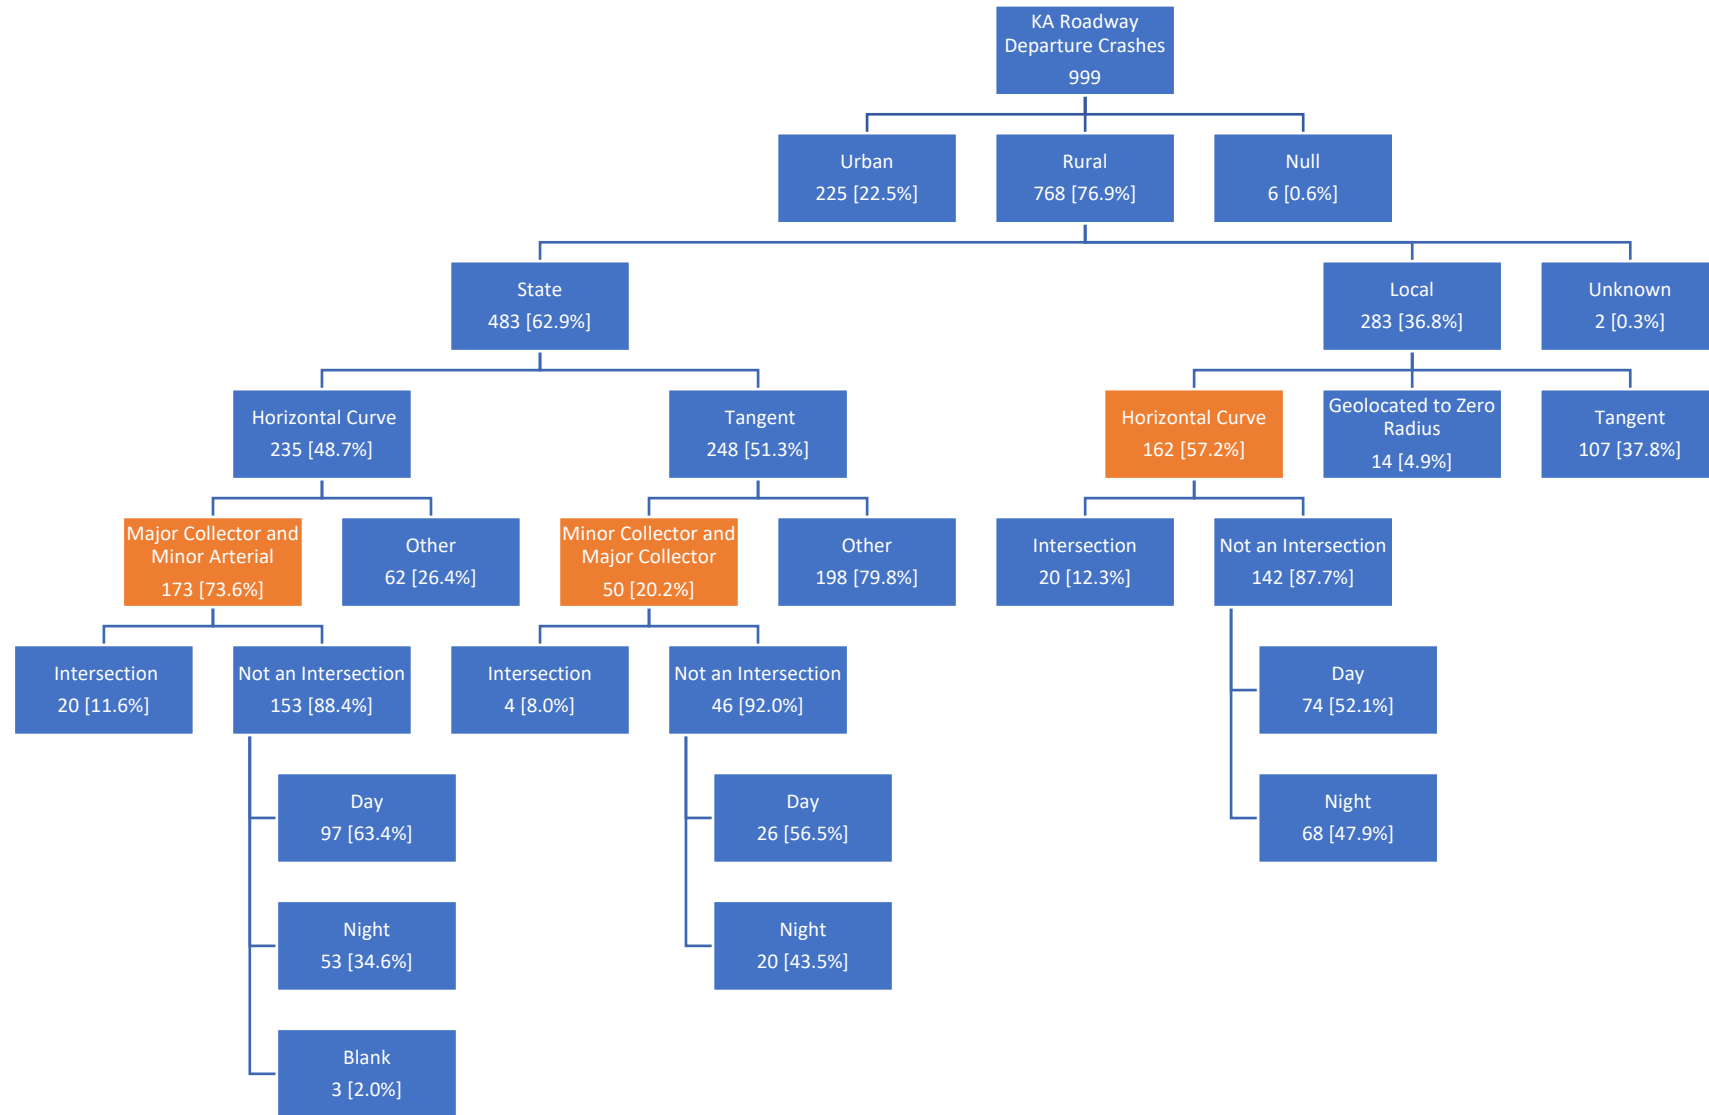 KA Roadway
Departure Crashes
999
Urban
225 [22.5%]
Rural
768 [76.9%]
Null
6 [0.6%]
State
483 [62.9%]
Local
283 [36.8%]
Unknown
2 [0.3%]
Horizontal Curve
235 [48.7%]
Tangent
248 [51.3%]
Horizontal Curve
162 [57.2%]
Geolocated to Zero
Radius
14 [4.9%]
Tangent
107 [37.8%]
Major Collector and
Minor Arterial
173 [73.6%]
Other
62 [26.4%]
Minor Collector and
Major Collector
50 [20.2%]
Other
198 [79.8%]
Intersection
20 [12.3%]
Not an Intersection
142 [87.7%]
Intersection
20 [11.6%]
Not an Intersection
153 [88.4%]
Intersection
4 [8.0%]
Not an Intersection
46 [92.0%]
Day
74 [52.1%]
Day
97 [63.4%]
Day
26 [56.5%]
Night
68 [47.9%]
Night
53 [34.6%]
Night
20 [43.5%]
Blank
3 [2.0%]